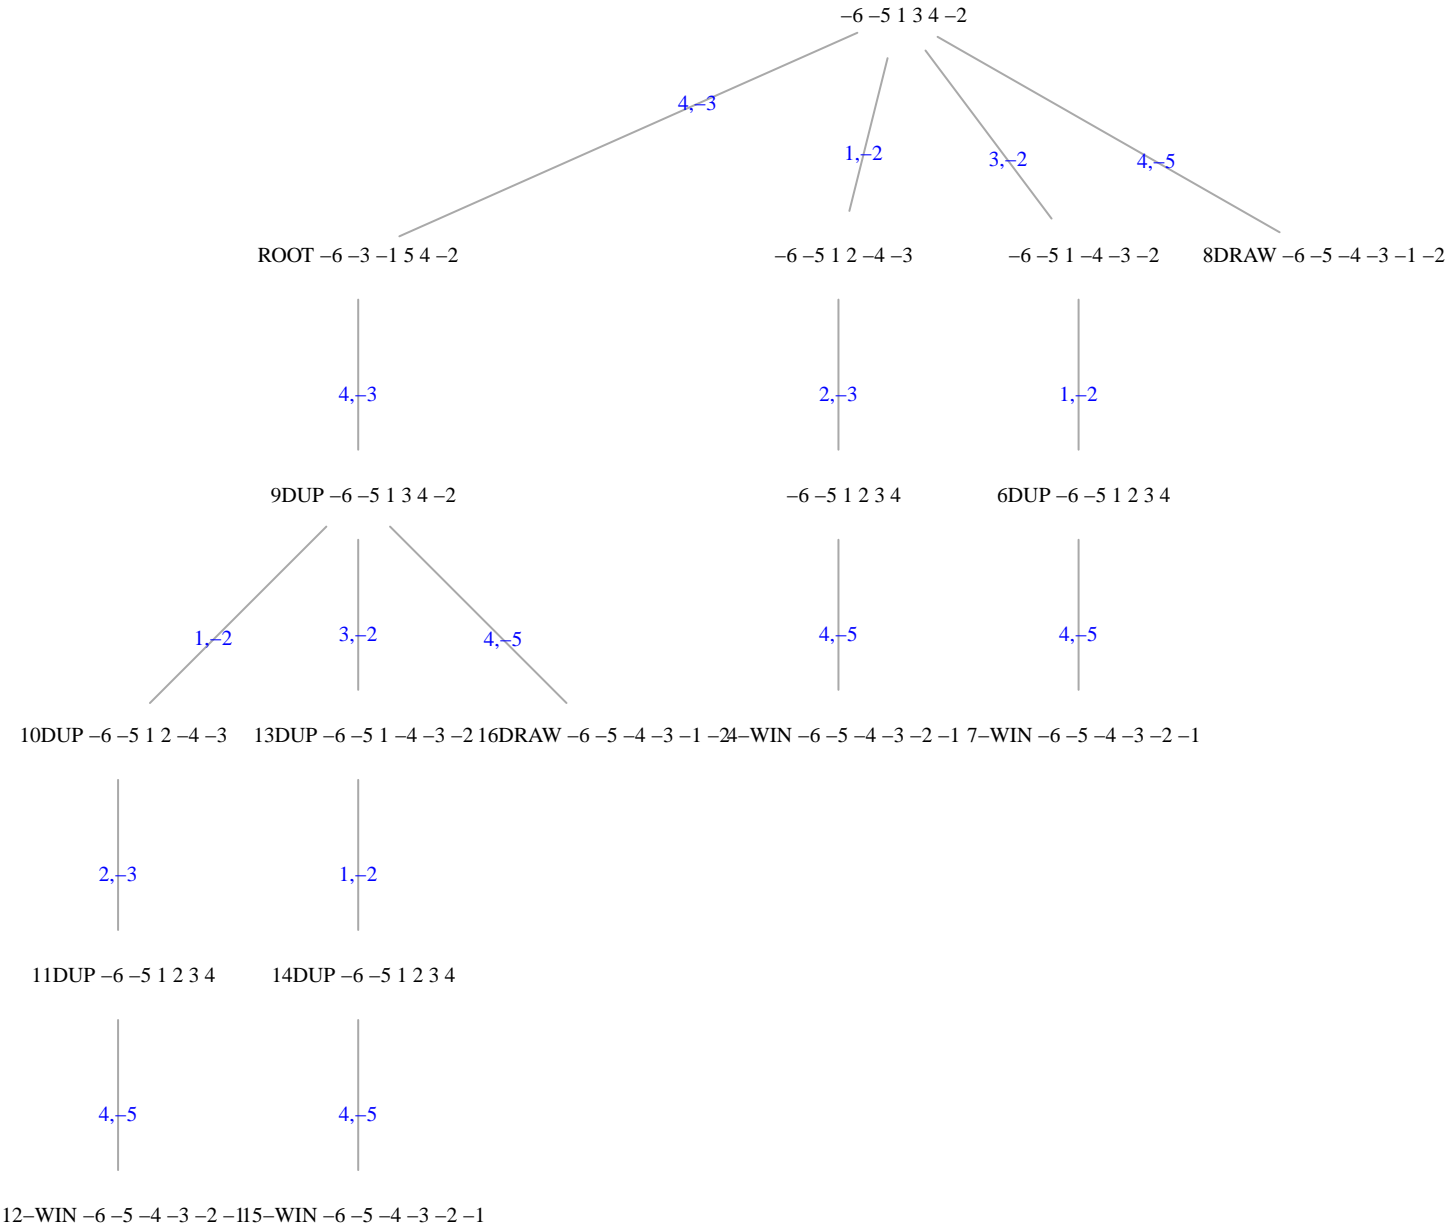 –6 –5 1 3 4 –2
4,–3
1,–2
3,–2
4,–5
ROOT –6 –3 –1 5 4 –2
–6 –5 1 2 –4 –3
–6 –5 1 –4 –3 –2
8DRAW –6 –5 –4 –3 –1 –2
4,–3
2,–3
1,–2
9DUP –6 –5 1 3 4 –2
–6 –5 1 2 3 4
6DUP –6 –5 1 2 3 4
1,–2
3,–2
4,–5
4,–5
4,–5
10DUP –6 –5 1 2 –4 –3
13DUP –6 –5 1 –4 –3 –2
16DRAW –6 –5 –4 –3 –1 –2
4–WIN –6 –5 –4 –3 –2 –1
7–WIN –6 –5 –4 –3 –2 –1
2,–3
1,–2
11DUP –6 –5 1 2 3 4
14DUP –6 –5 1 2 3 4
4,–5
4,–5
12–WIN –6 –5 –4 –3 –2 –1
15–WIN –6 –5 –4 –3 –2 –1